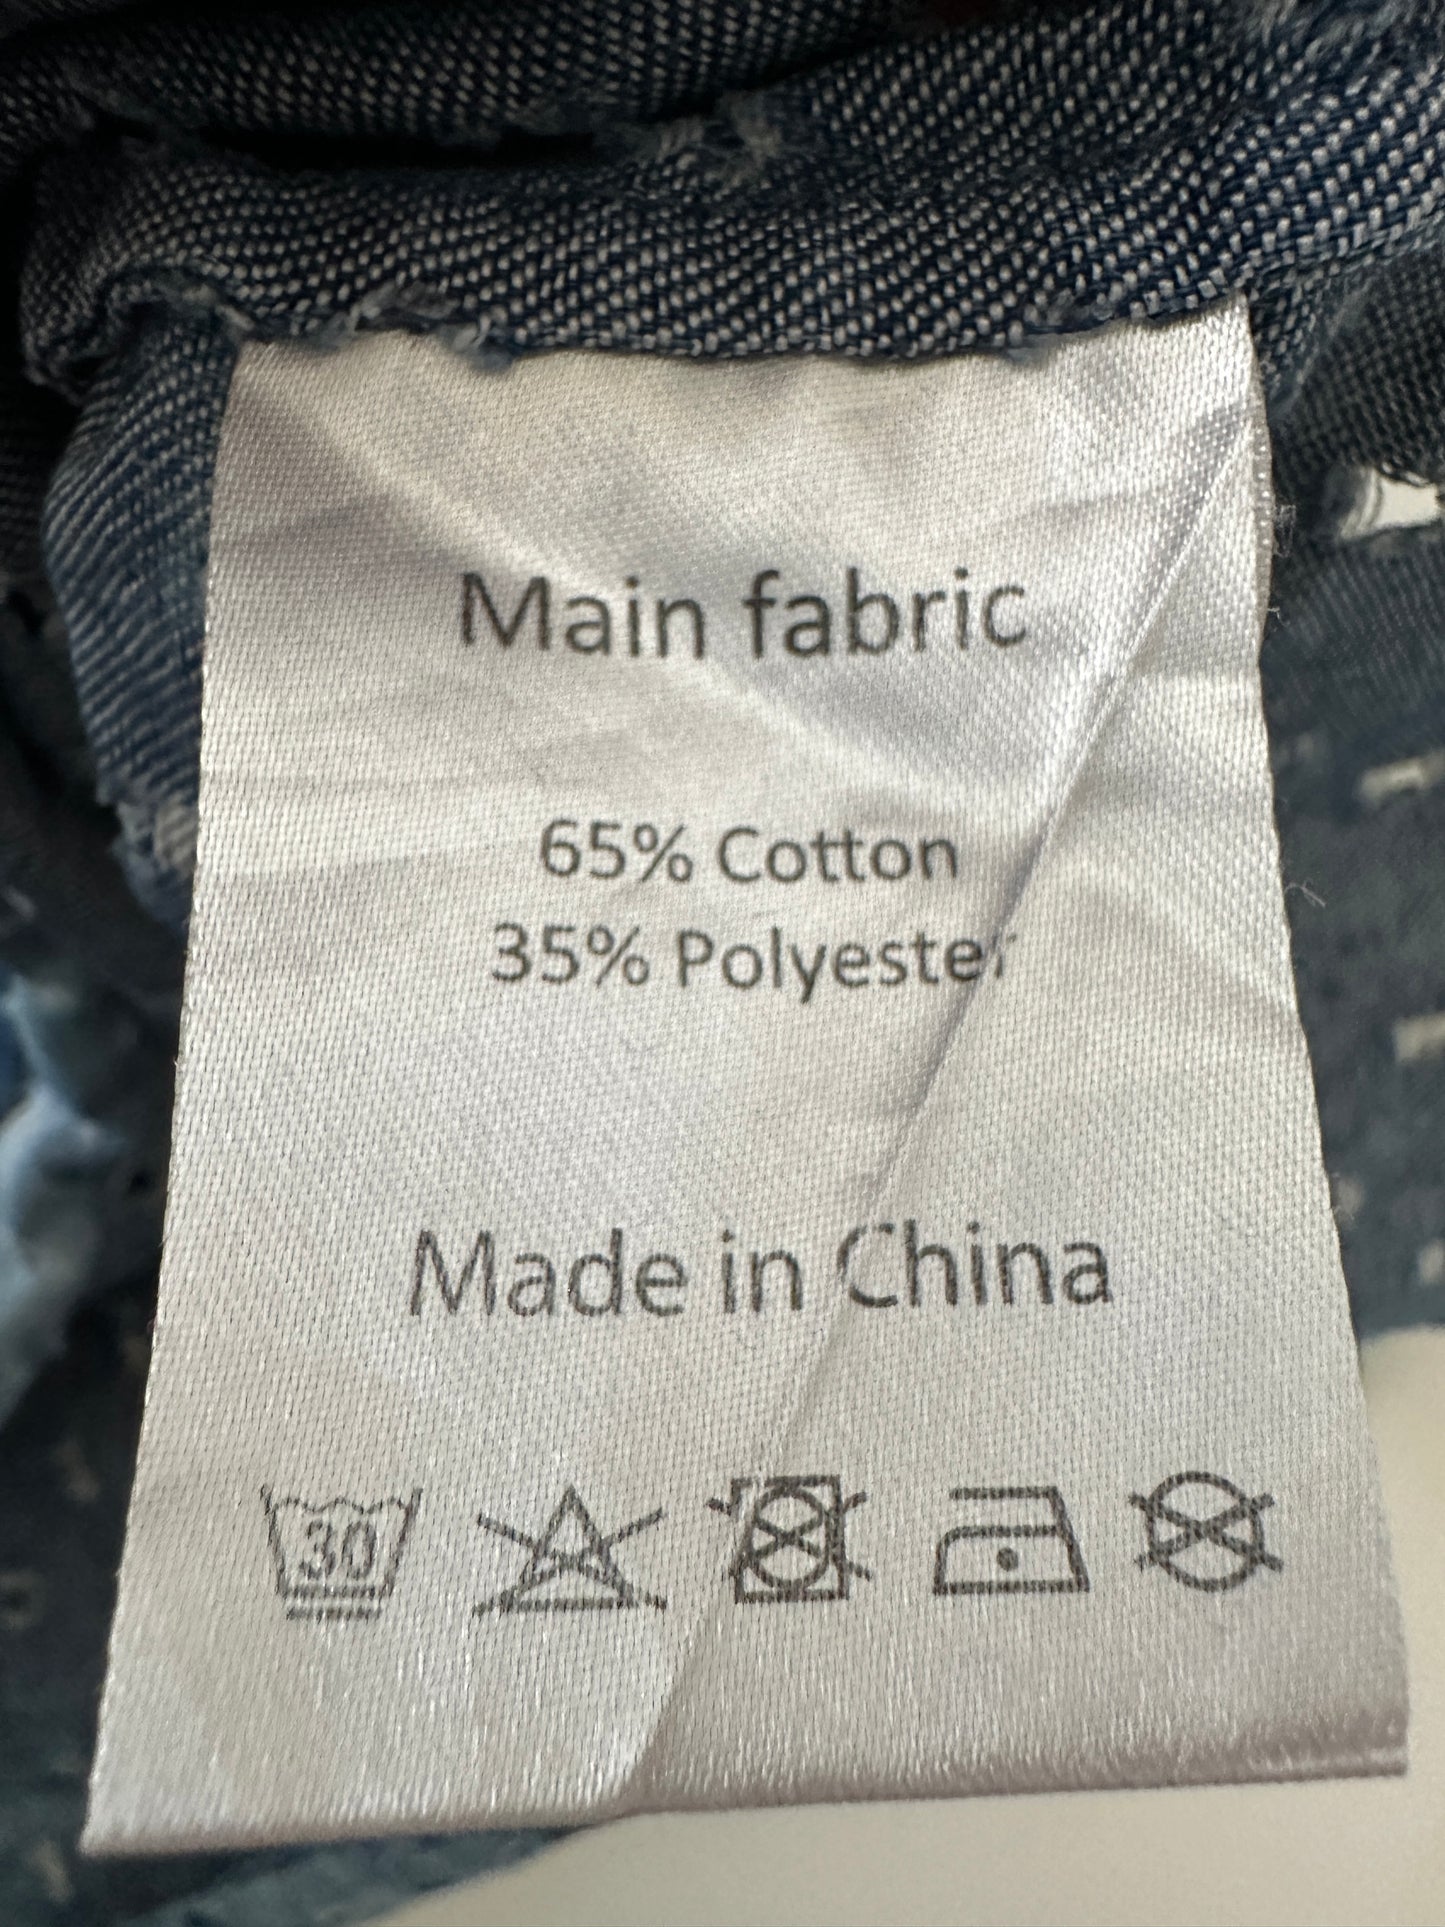 Main fabric
65% Cotton
35% Polyester
Made in China
30